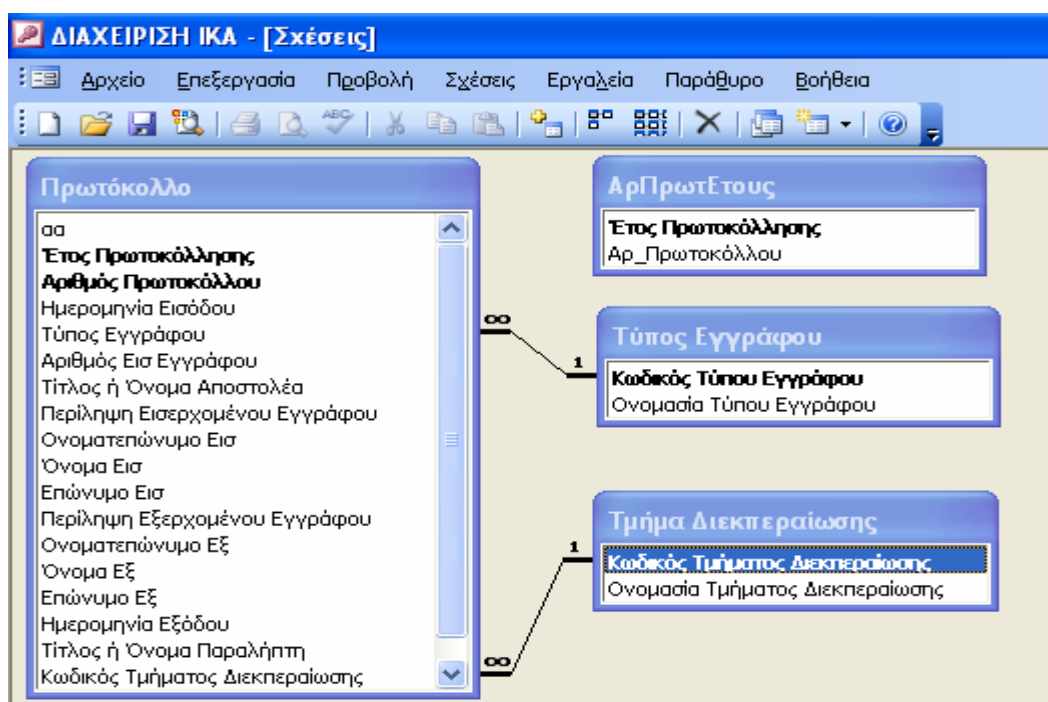 ΔΙΑΧΕΙΡΙΣΗ ΙΚΑ - [Σχέσεις]
Αρχείο Επεξεργασία Προβολή Σχέσεις Εργαλεία Παράθυρο Βοήθεια
Πρωτόκολλο
αα
Έτος Πρωτοκόλλησης
Αριθμός Πρωτοκόλλου
Ημερομηνία Εισόδου
Τύπος Εγγράφου
Αριθμός Εισ Εγγράφου
Τίτλος ή Όνομα Αποστολέα
Περίληψη Εισερχομένου Εγγράφου
Ονοματεπώνυμο Εισ
Όνομα Εισ
Επώνυμο Εισ
Περίληψη Εξερχομένου Εγγράφου
Ονοματεπώνυμο Εξ
Όνομα Εξ
Επώνυμο Εξ
Ημερομηνία Εξόδου
Τίτλος ή Όνομα Παραλήπτη
Κωδικός Τμήματος Διεκπεραίωσης
ΑρΠρωτΕτους
Έτος Πρωτοκόλλησης
Αρ_Πρωτοκόλλου
∞
1
Τύπος Εγγράφου
Κωδικός Τύπου Εγγράφου
Ονομασία Τύπου Εγγράφου
Τμήμα Διεκπεραίωσης
1
Κωδικός Τμήματος Διεκπεραίωσης
Ονομασία Τμήματος Διεκπεραίωσης
∞